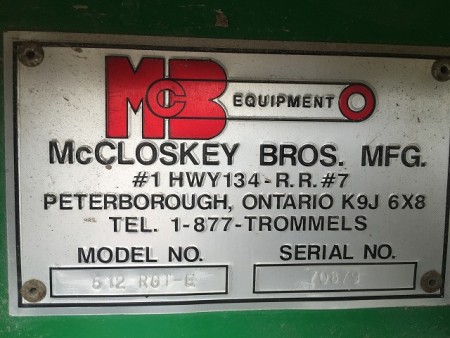 McB EQUIPMENT
McCLOSKEY BROS. MFG.
#1 HWY134-R.R.#7
PETERBOROUGH, ONTARIO K9J 6X8
TEL. 1-877-TROMMELS
MODEL NO. SERIAL NO.